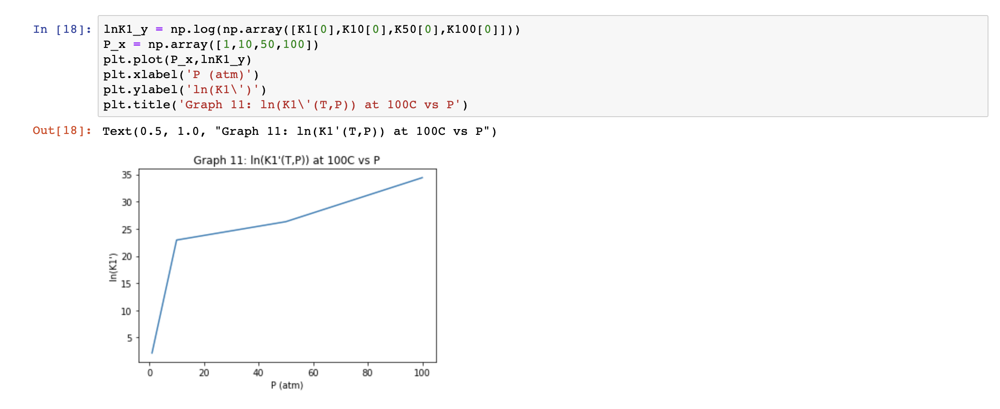 In [18]: lnK1_y = np.log(np.array([K1[0],K10[0],K50[0],K100[0]]))
P_x = np.array([1,10,50,100])
plt.plot(P_x,lnK1_y)
plt.xlabel('P (atm)')
plt.ylabel('ln(K1\')')
plt.title('Graph 11: ln(K1\'(T,P)) at 100C vs P')
Out[18]: Text(0.5, 1.0, "Graph 11: ln(K1'(T,P)) at 100C vs P")
Graph 11: ln(K1'(T,P)) at 100C vs P
35
30
25
20
15
10
5
ln(K1')
0 20 40 60 80 100
P (atm)